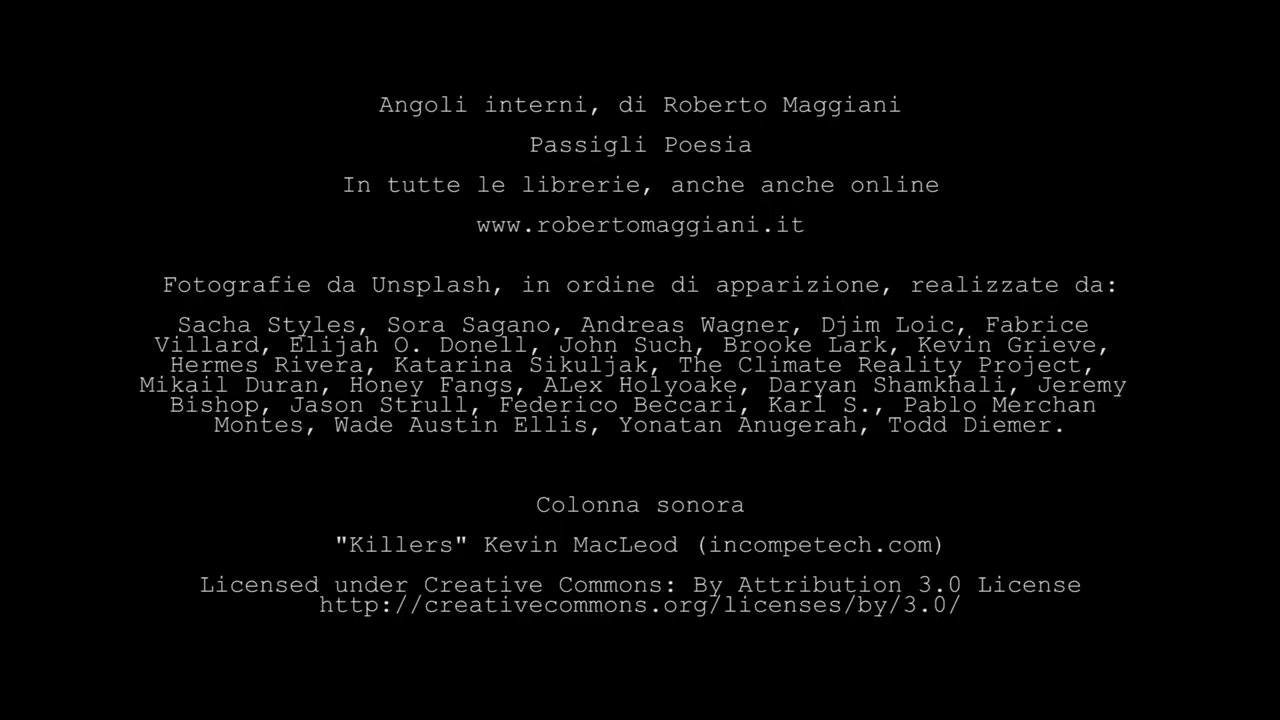 Angoli interni, di Roberto Maggiani
Passigli Poesia
In tutte le librerie, anche anche online
www.robertomaggiani.it
Fotografie da Unsplash, in ordine di apparizione, realizzate da:
Sacha Styles, Sora Sagano, Andreas Wagner, Djim Loic, Fabrice
Villard, Elijah O. Donell, John Such, Brooke Lark, Kevin Grieve,
Hermes Rivera, Katarina Sikuljak, The Climate Reality Project,
Mikail Duran, Honey Fangs, ALex Holyoake, Daryan Shamkhali, Jeremy
Bishop, Jason Strull, Federico Beccari, Karl S., Pablo Merchan
Montes, Wade Austin Ellis, Yonatan Anugerah, Todd Diemer.
Colonna sonora
"Killers" Kevin MacLeod (incompetech.com)
Licensed under Creative Commons: By Attribution 3.0 License
http://creativecommons.org/licenses/by/3.0/